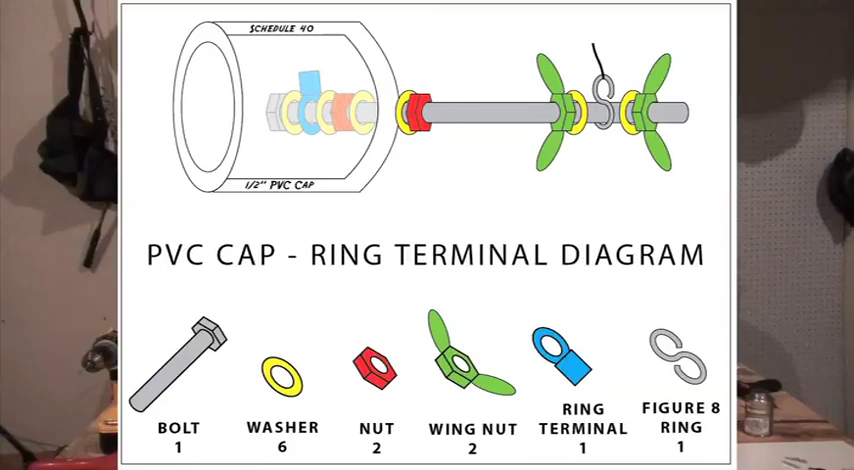 SCHEDULE 40
1/2" PVC CAP
PVC CAP - RING TERMINAL DIAGRAM
BOLT
1
WASHER
6
NUT
2
WING NUT
2
RING
TERMINAL
1
FIGURE 8
RING
1